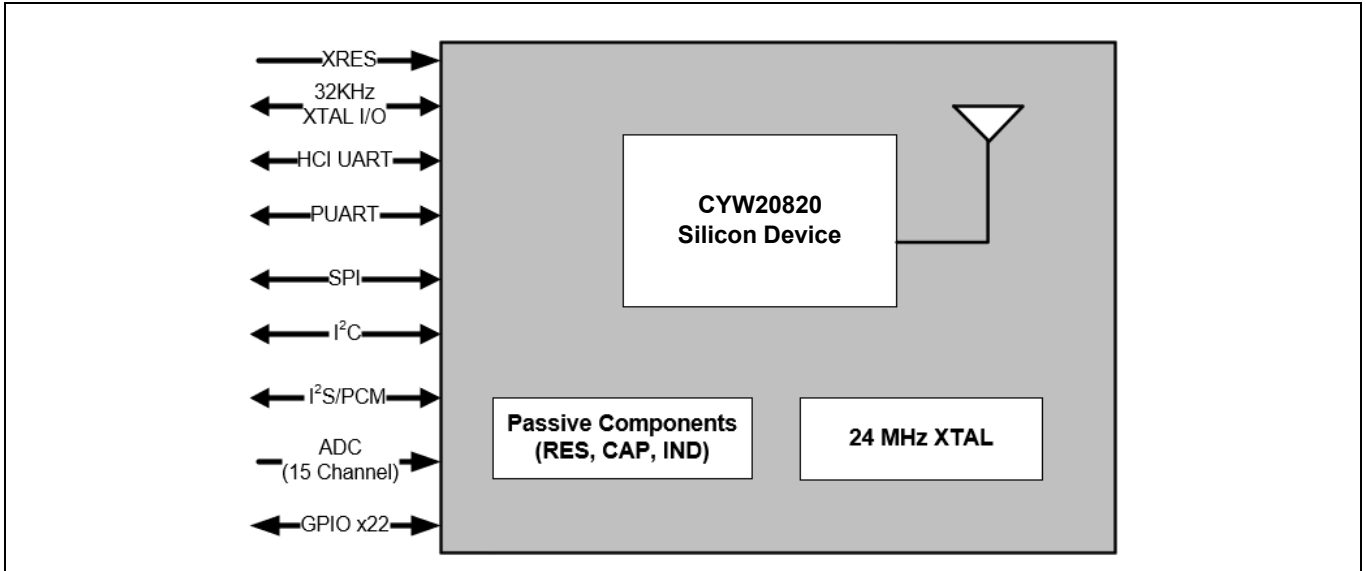 XRES
32KHz
XTAL I/O
HCI UART
PUART
SPI
I²C
I²S/PCM
ADC
(15 Channel)
GPIO x22
CYW20820
Silicon Device
Passive Components
(RES, CAP, IND)
24 MHz XTAL